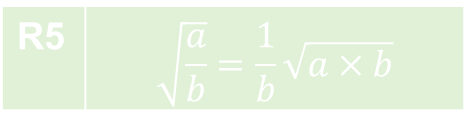 R5 √(a/b) = 1/b √(a × b)